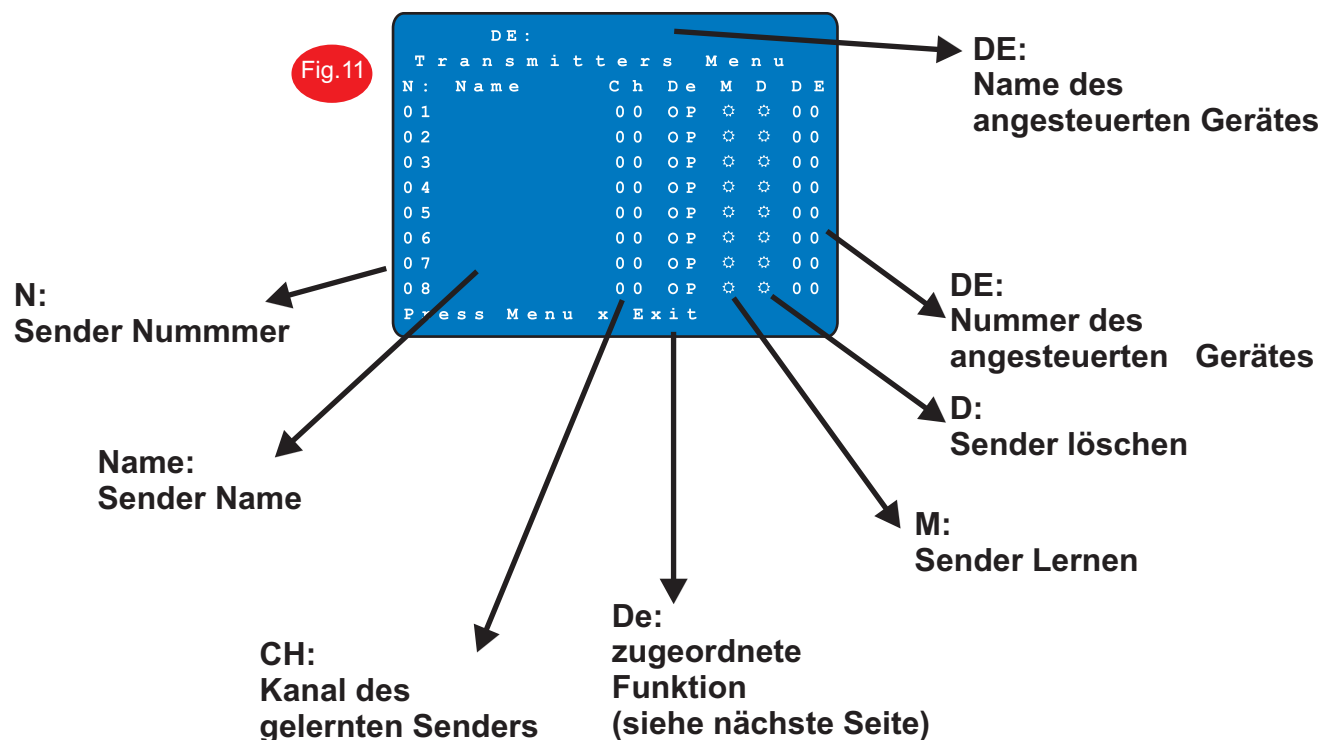 Fig.11
DE:
Transmitters Menu
N: Name Ch De M D DE
01 00 OP ☼ ☼ 00
02 00 OP ☼ ☼ 00
03 00 OP ☼ ☼ 00
04 00 OP ☼ ☼ 00
05 00 OP ☼ ☼ 00
06 00 OP ☼ ☼ 00
07 00 OP ☼ ☼ 00
08 00 OP ☼ ☼ 00
Press Menu x Exit
DE:
Name des
angesteuerten Gerätes
N:
Sender Nummmer
DE:
Nummer des
angesteuerten Gerätes
D:
Sender löschen
Name:
Sender Name
M:
Sender Lernen
De:
zugeordnete
Funktion
(siehe nächste Seite)
CH:
Kanal des
gelernten Senders